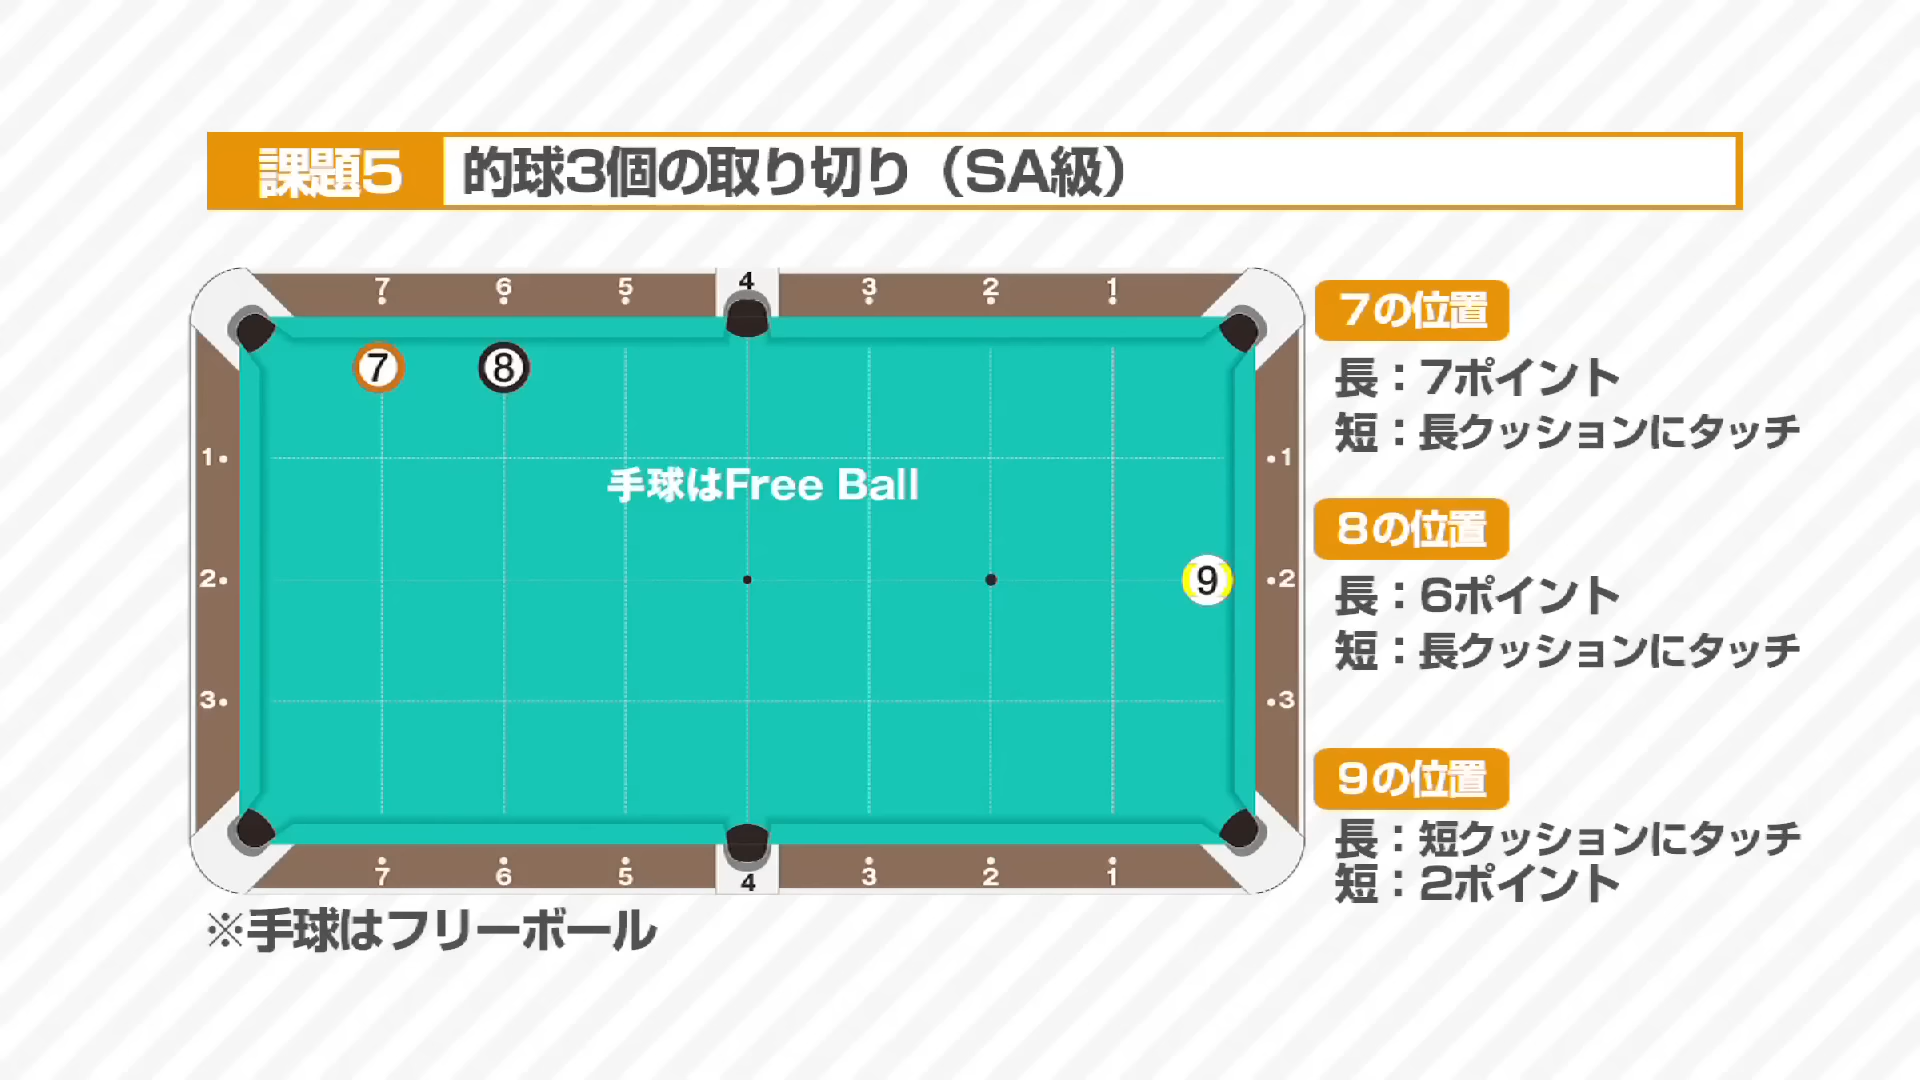 課題5 的球3個の取り切り（SA級）
7 6 5 4 3 2 1
7 8
1 1
手球はFree Ball
2 9 2
3 3
7 6 5 4 3 2 1
※手球はフリーボール
7の位置
長：7ポイント
短：長クッションにタッチ
8の位置
長：6ポイント
短：長クッションにタッチ
9の位置
長：短クッションにタッチ
短：2ポイント